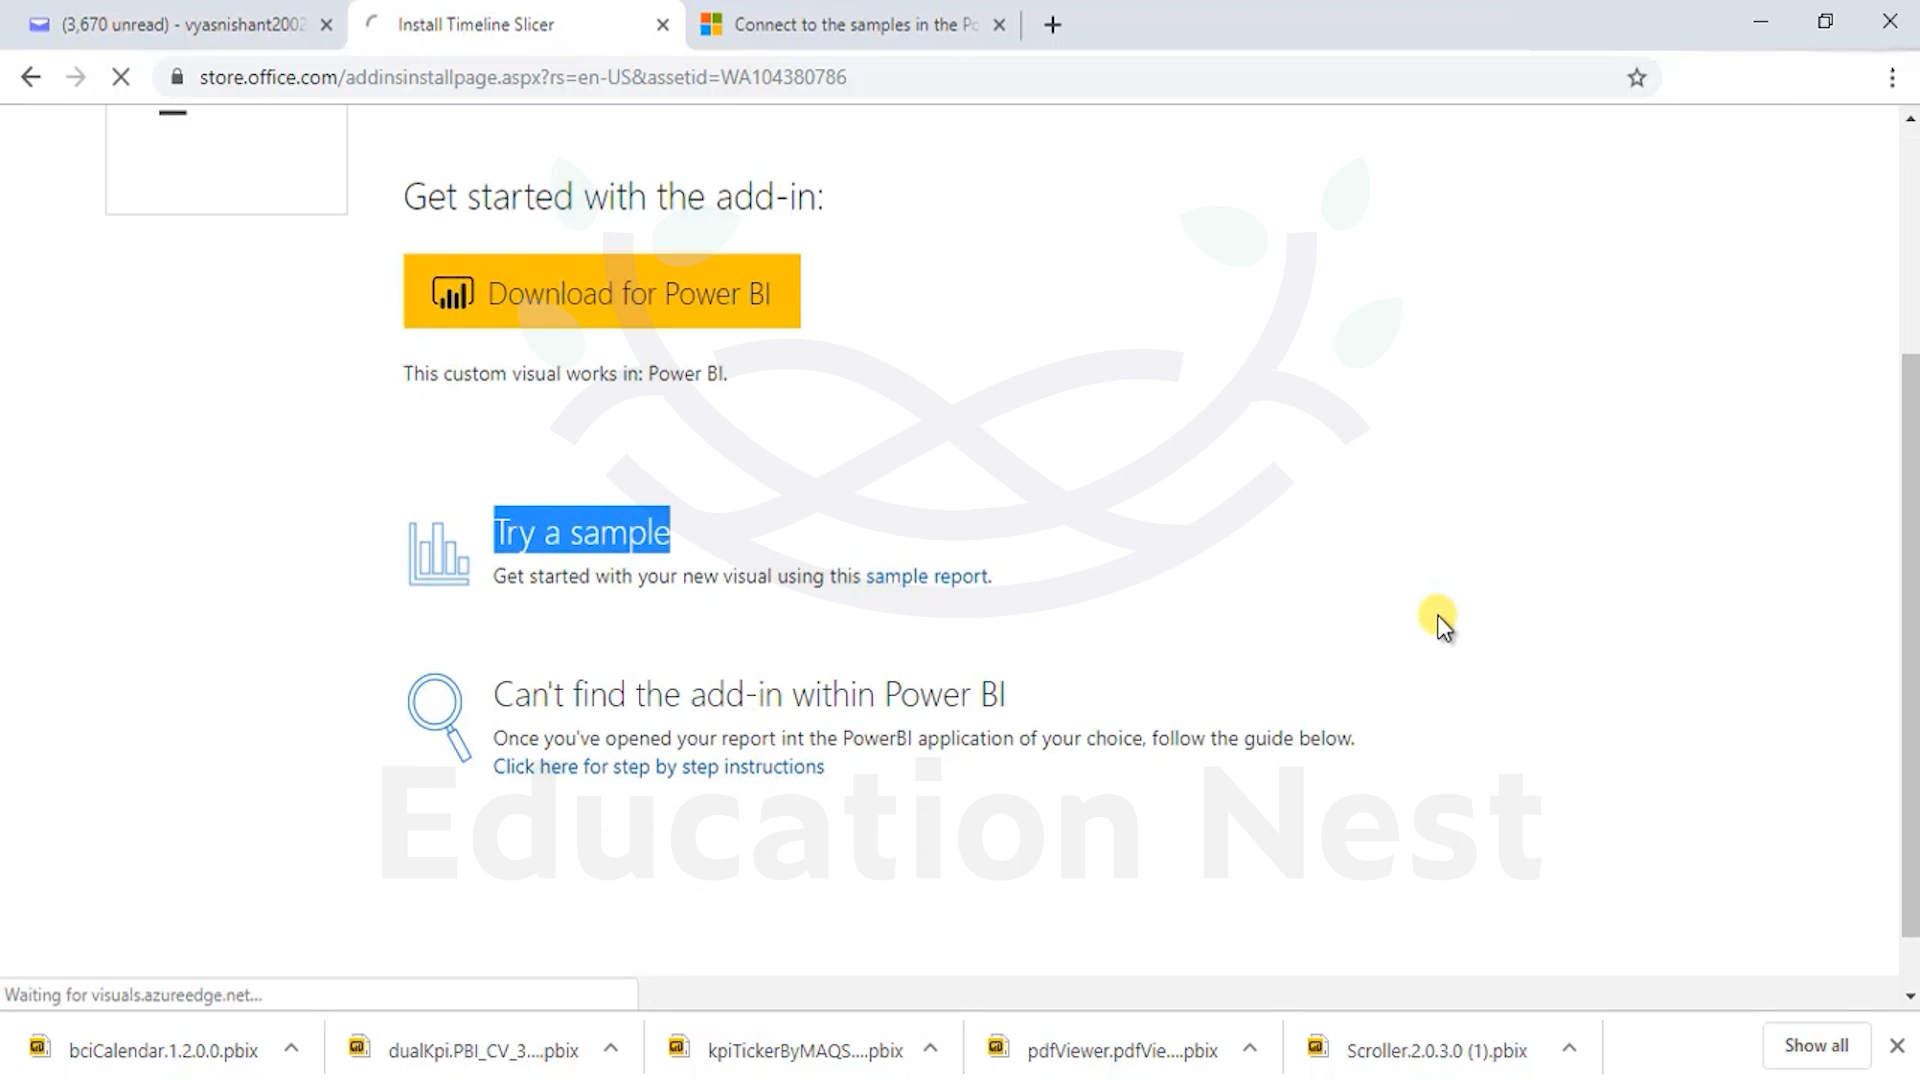 (3,670 unread) - vyasnishant2002
Install Timeline Slicer
Connect to the samples in the Po
store.office.com/addinsinstallpage.aspx?rs=en-US&assetid=WA104380786
Get started with the add-in:
Download for Power BI
This custom visual works in: Power BI.
Try a sample
Get started with your new visual using this sample report.
Can't find the add-in within Power BI
Once you've opened your report int the PowerBI application of your choice, follow the guide below.
Click here for step by step instructions
Education Nest
Waiting for visuals.azureedge.net...
bciCalendar.1.2.0.0.pbix
dualKpi.PBI_CV_3....pbix
kpiTickerByMAQS....pbix
pdfViewer.pdfVie....pbix
Scroller.2.0.3.0 (1).pbix
Show all